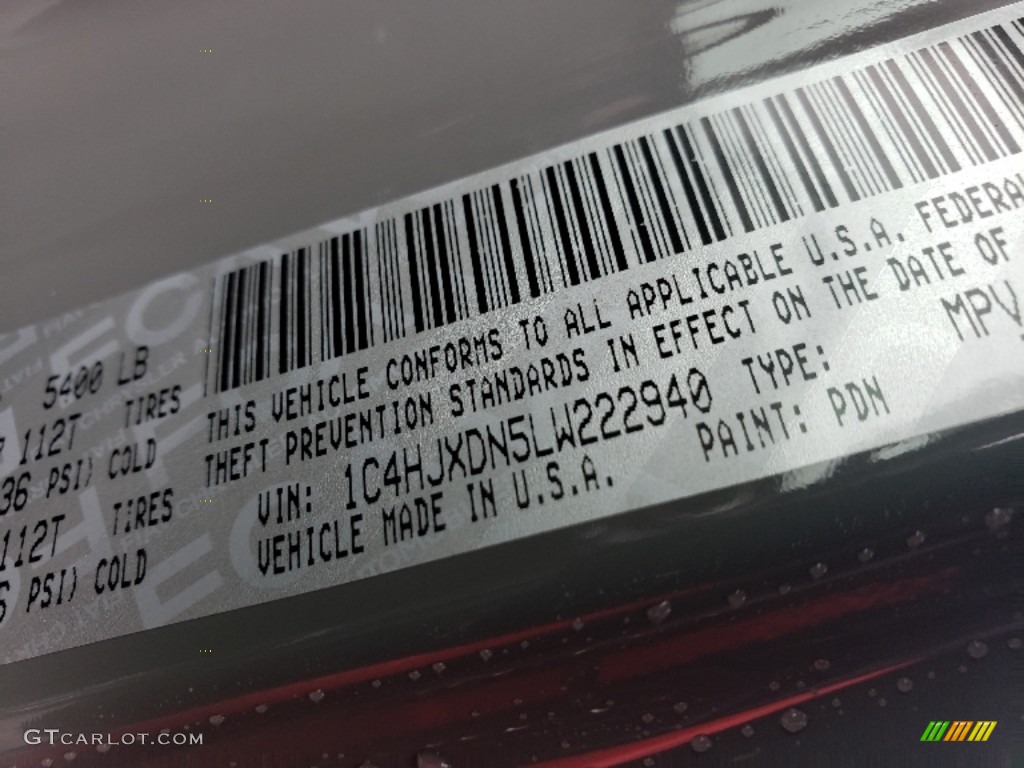 5400 LB
112T TIRES
36 PSI) COLD
112T TIRES
PSI) COLD
THIS VEHICLE CONFORMS TO ALL APPLICABLE U.S.A. FEDERA
THEFT PREVENTION STANDARDS IN EFFECT ON THE DATE OF
VIN: 1C4HJXDN5LW222940 TYPE: MPV
VEHICLE MADE IN U.S.A. PAINT: PDN
GTCARLOT.COM